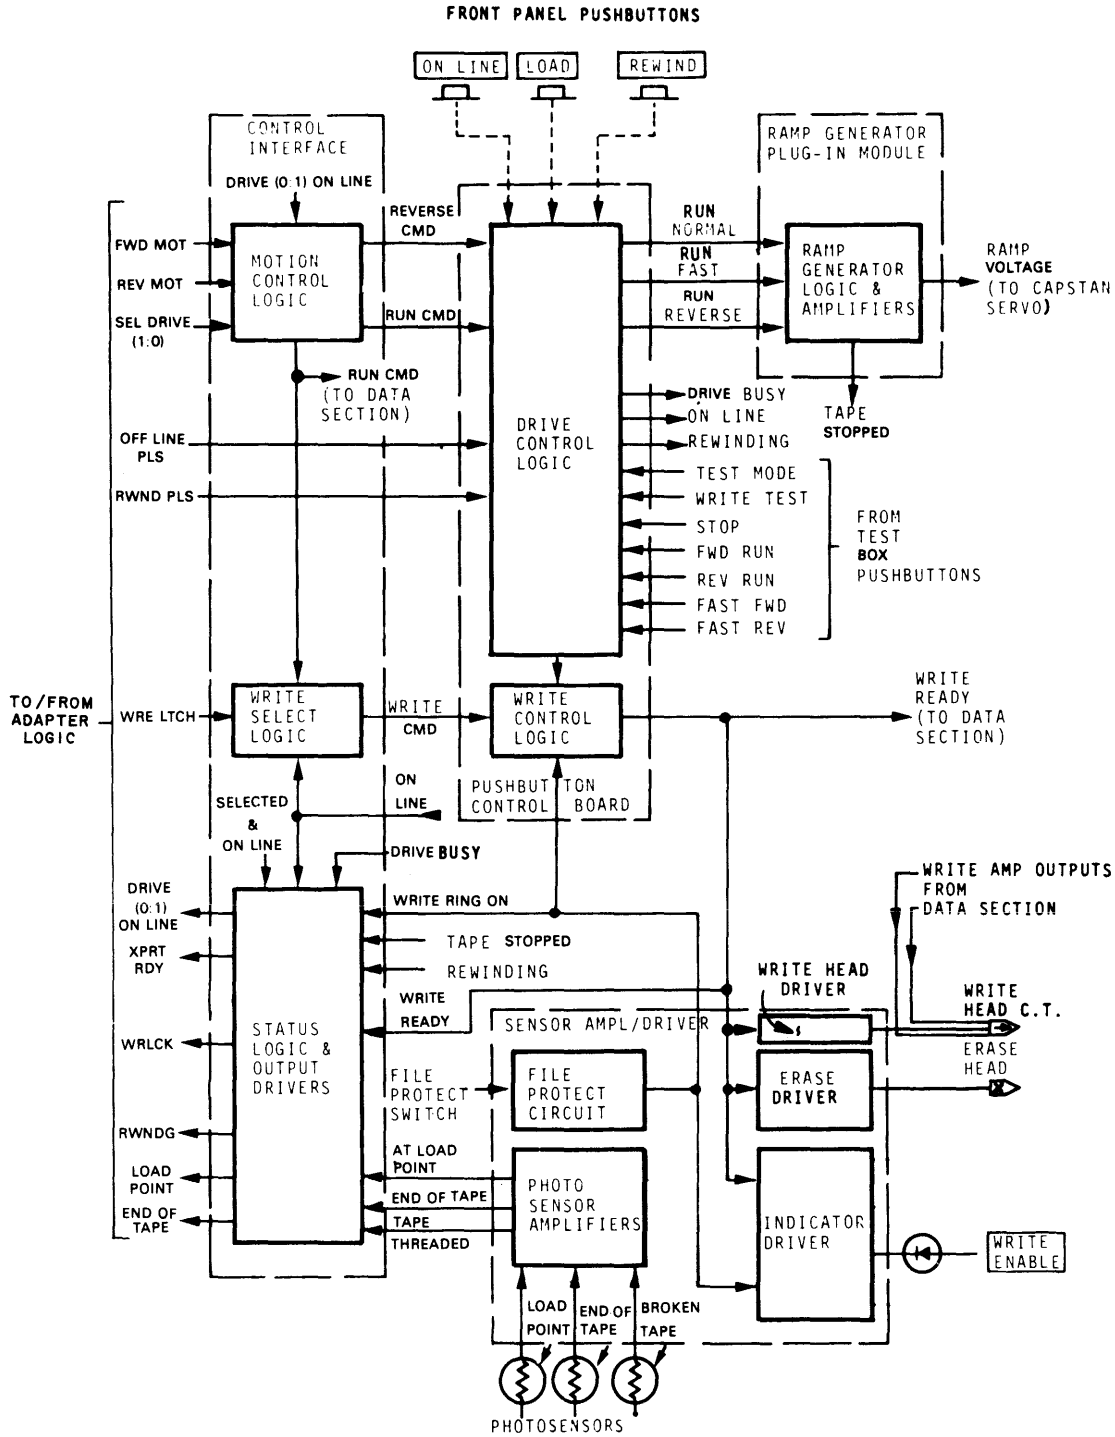 FRONT PANEL PUSHBUTTONS
ON LINE
LOAD
REWIND
CONTROL
INTERFACE
RAMP GENERATOR
PLUG-IN MODULE
DRIVE (0:1) ON LINE
REVERSE
CMD
RUN
NORMAL
FWD MOT
REV MOT
SEL DRIVE
(1:0)
MOTION
CONTROL
LOGIC
RUN CMD
RUN
FAST
RUN
REVERSE
RAMP
GENERATOR
LOGIC &
AMPLIFIERS
RAMP
VOLTAGE
(TO CAPSTAN
SERVO)
RUN CMD
(TO DATA
SECTION)
TAPE
STOPPED
OFF LINE
PLS
RWND PLS
DRIVE
CONTROL
LOGIC
DRIVE BUSY
ON LINE
REWINDING
TEST MODE
WRITE TEST
STOP
FWD RUN
REV RUN
FAST FWD
FAST REV
FROM
TEST
BOX
PUSHBUTTONS
TO/FROM
ADAPTER
LOGIC
WRE LTCH
WRITE
SELECT
LOGIC
WRITE
CMD
WRITE
CONTROL
LOGIC
WRITE
READY
(TO DATA
SECTION)
PUSHBUTTON
CONTROL BOARD
SELECTED
&
ON LINE
ON
LINE
DRIVE BUSY
DRIVE
(0:1)
ON LINE
XPRT
RDY
WRLCK
RWNDG
LOAD
POINT
END OF
TAPE
STATUS
LOGIC &
OUTPUT
DRIVERS
WRITE RING ON
TAPE STOPPED
REWINDING
WRITE
READY
WRITE AMP OUTPUTS
FROM
DATA SECTION
WRITE HEAD
DRIVER
WRITE
HEAD C.T.
ERASE
HEAD
SENSOR AMPL/DRIVER
FILE
PROTECT
SWITCH
FILE
PROTECT
CIRCUIT
ERASE
DRIVER
AT LOAD
POINT
END OF TAPE
TAPE
THREADED
PHOTO
SENSOR
AMPLIFIERS
INDICATOR
DRIVER
WRITE
ENABLE
LOAD
POINT
END OF
TAPE
BROKEN
TAPE
PHOTOSENSORS